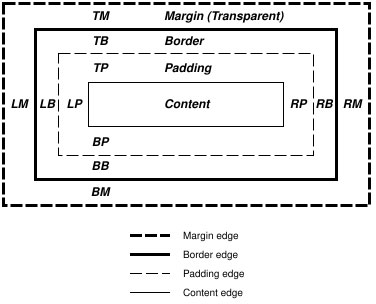 TM Margin (Transparent)
TB Border
TP Padding
LM LB LP Content RP RB RM
BP
BB
BM
Margin edge
Border edge
Padding edge
Content edge